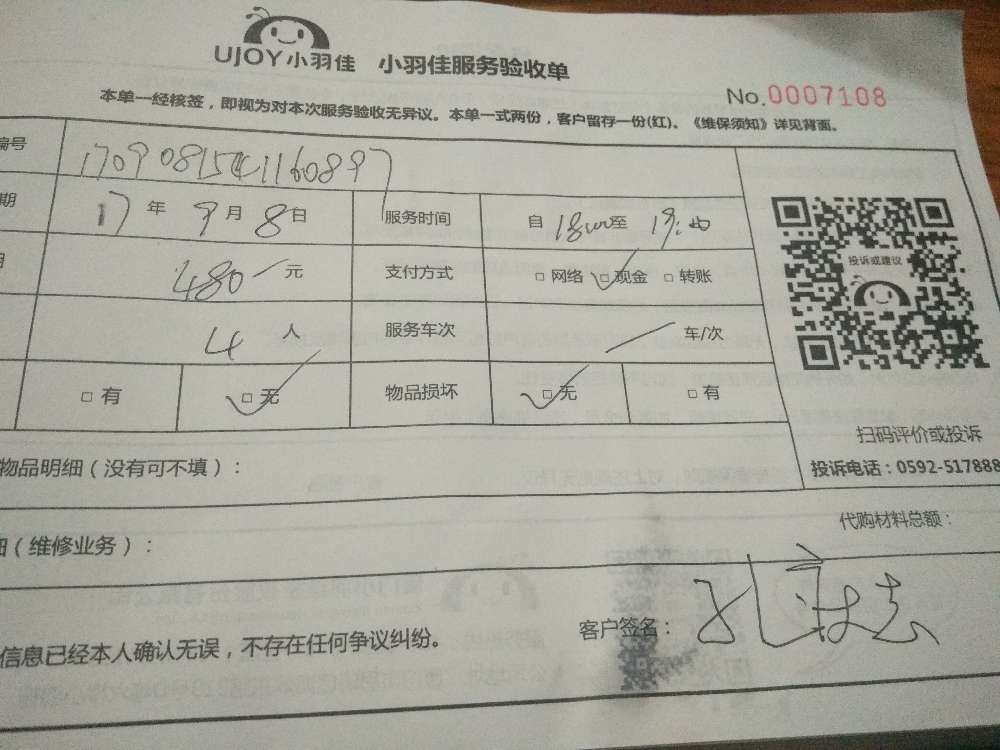 UJOY小羽佳 小羽佳服务验收单
No.0007108
本单一经核签，即视为对本次服务验收无异议。本单一式两份，客户留存一份(红)。《维保须知》详见背面。
编号 17090815411160897
期 17 年 9 月 8 日 服务时间 自 18:00 至
480 元 支付方式 □ 网络 □ 现金 □ 转账
投诉或建议
4 人 服务车次 车/次
□ 有 □ 无 物品损坏 □ 无 □ 有
扫码评价或投诉
物品明细（没有可不填）：
投诉电话：0592-517888
代购材料总额：
细（维修业务）：
客户签名：
信息已经本人确认无误，不存在任何争议纠纷。